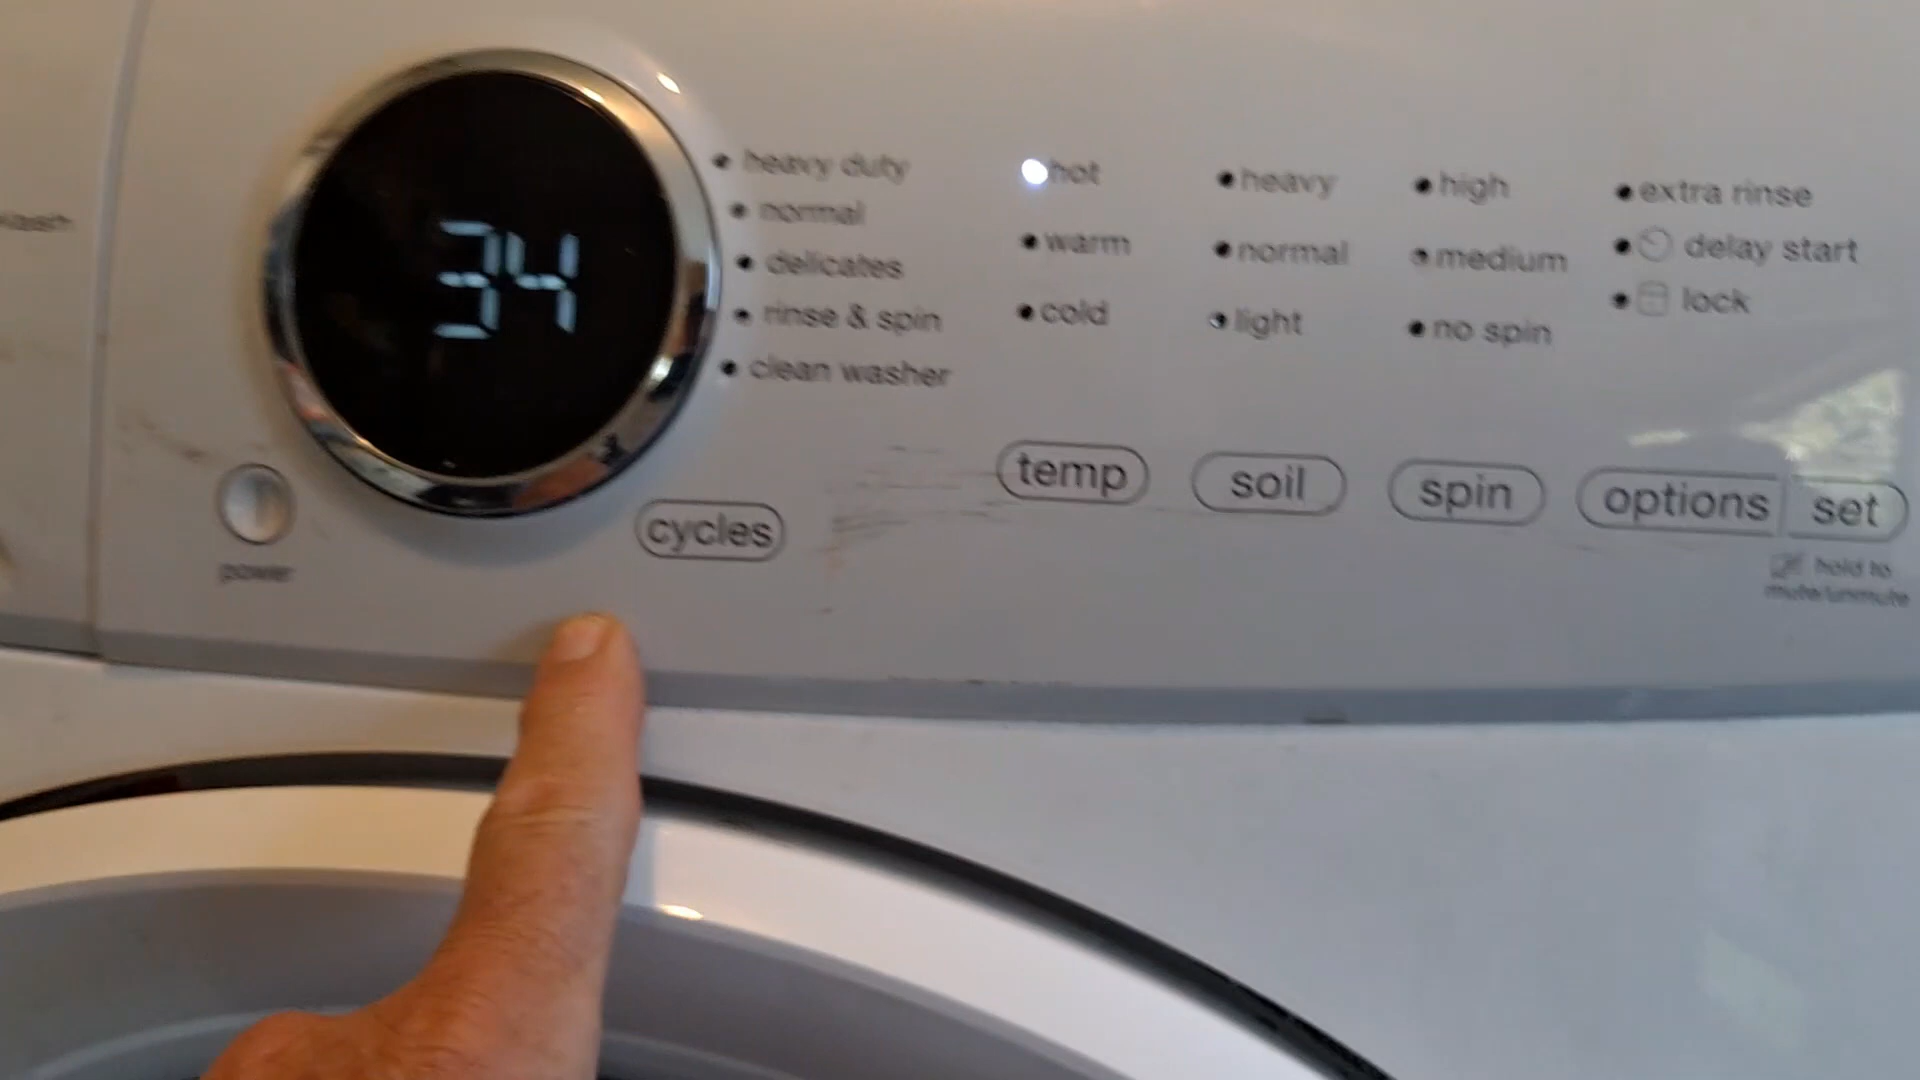 wash
34
heavy duty
normal
delicates
rinse & spin
clean washer
hot
warm
cold
heavy
normal
light
high
medium
no spin
extra rinse
delay start
lock
power
cycles
temp
soil
spin
options
set
hold to
mute/unmute